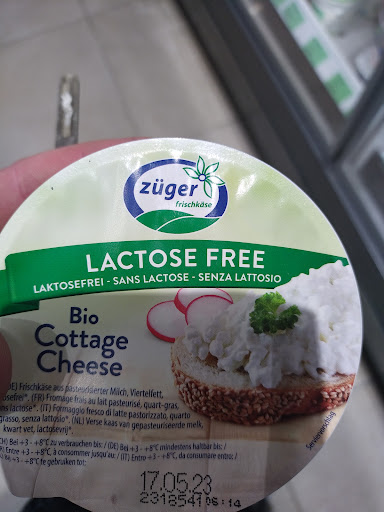 züger
frischkäse
LACTOSE FREE
LAKTOSEFREI - SANS LACTOSE - SENZA LATTOSIO
Bio
Cottage
Cheese
(DE) Frischkäse aus pasteurisierter Milch, Viertelfett,
(FR) Fromage frais au lait pasteurisé, quart-gras,
lactose*. (IT) Formaggio fresco di latte pastorizzato, quarto
grasso, senza lattosio*. (NL) Verse kaas van gepasteuriseerde melk,
kwart vet, lactosevrij*.
Bei +3 - +8°C zu verbrauchen bis: / (DE) Bei +3 - +8°C mindestens haltbar bis: /
Entre +3 - +8°C, à consommer jusqu'au: / (IT) Entro +3 - +8°C, da consumare entro: /
+3 - +8°C te gebruiken tot:
Serviervorschlag
17.05.23
2318541 06:14